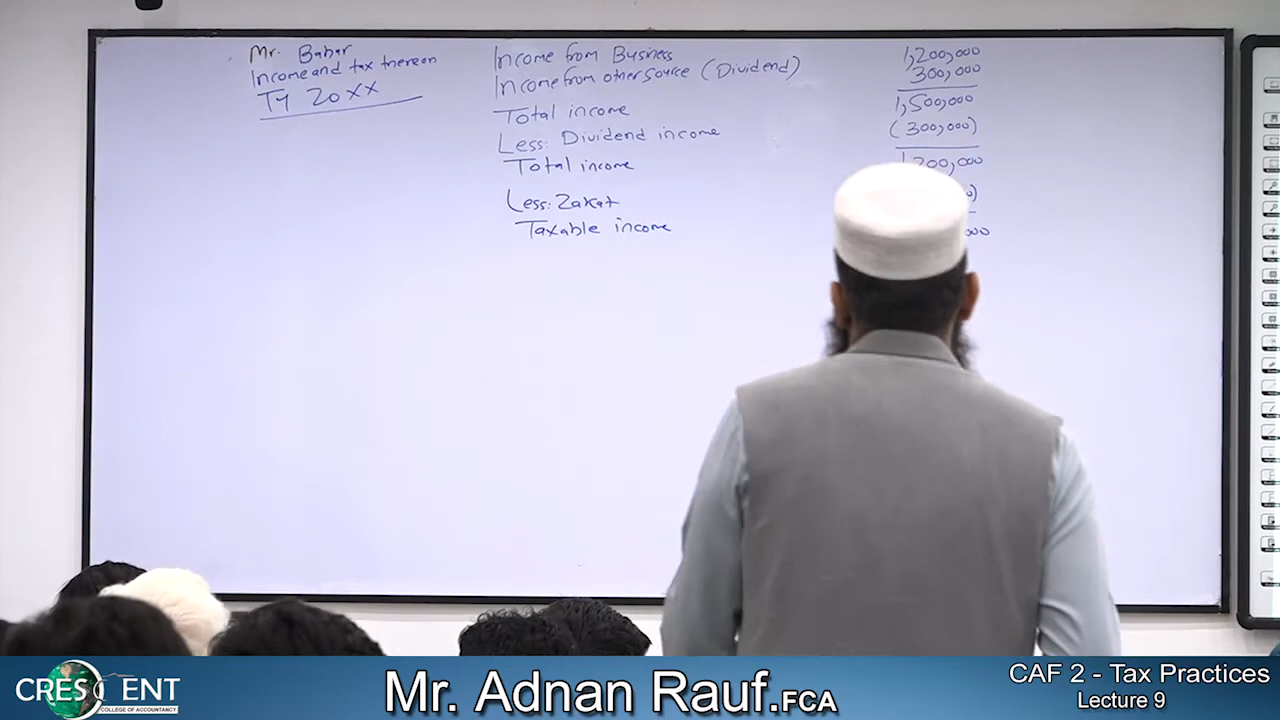 Mr. Babar
Income and tax thereon
TY 20XX
Income from Business 1,200,000
Income from other source (Dividend) 300,000
Total income 1,500,000
Less: Dividend income (300,000)
Total income 1,200,000
Less: Zakat
Taxable income
CRESCENT
COLLEGE OF ACCOUNTANCY
Mr. Adnan Rauf.FCA
CAF 2 - Tax Practices
Lecture 9